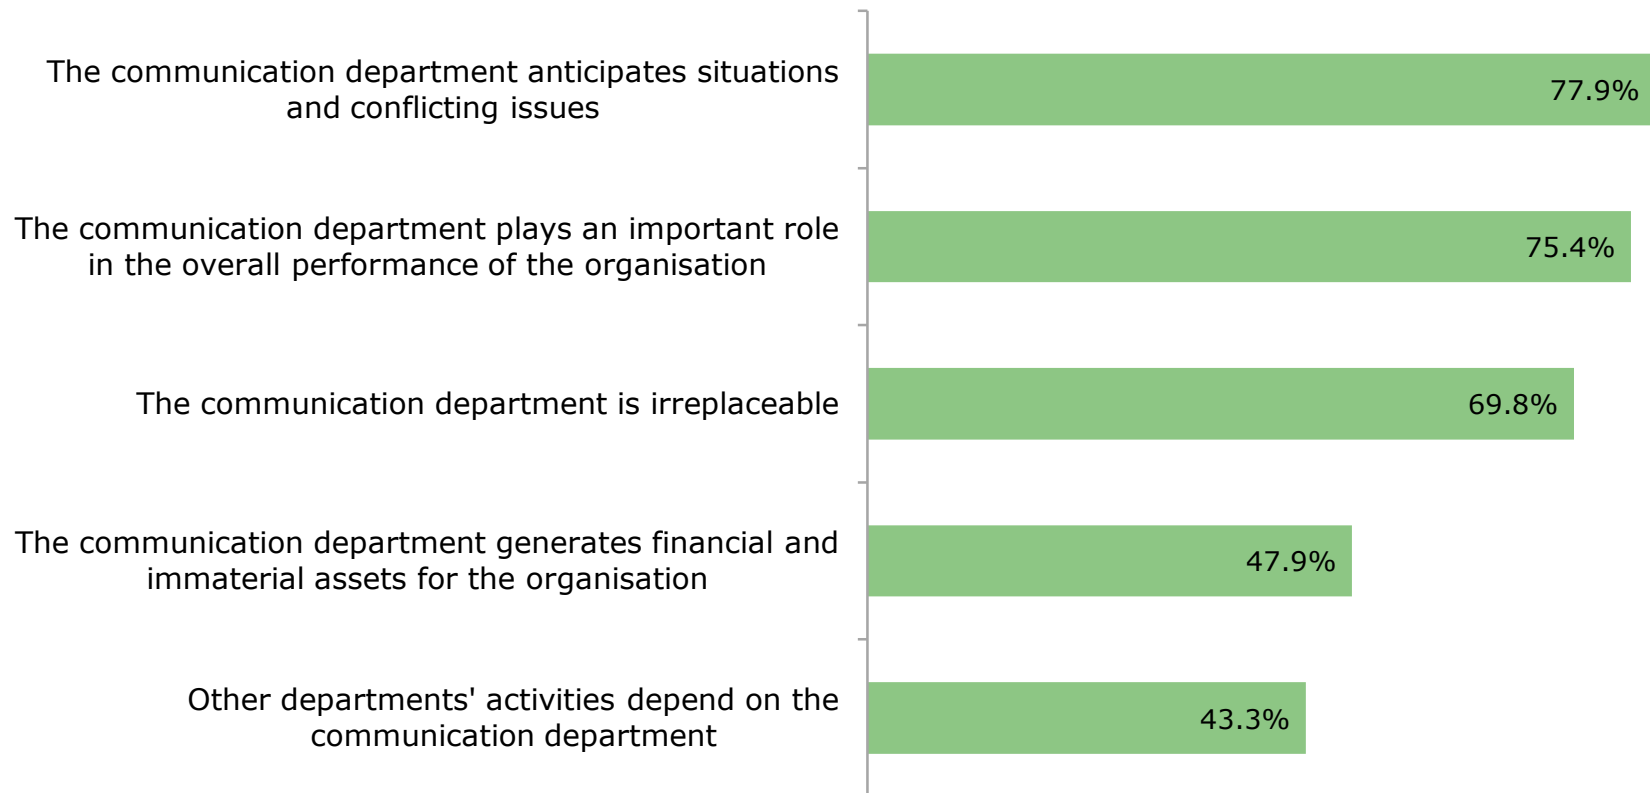 The communication department anticipates situations
and conflicting issues
77.9%
The communication department plays an important role
in the overall performance of the organisation
75.4%
The communication department is irreplaceable
69.8%
The communication department generates financial and
immaterial assets for the organisation
47.9%
Other departments' activities depend on the
communication department
43.3%